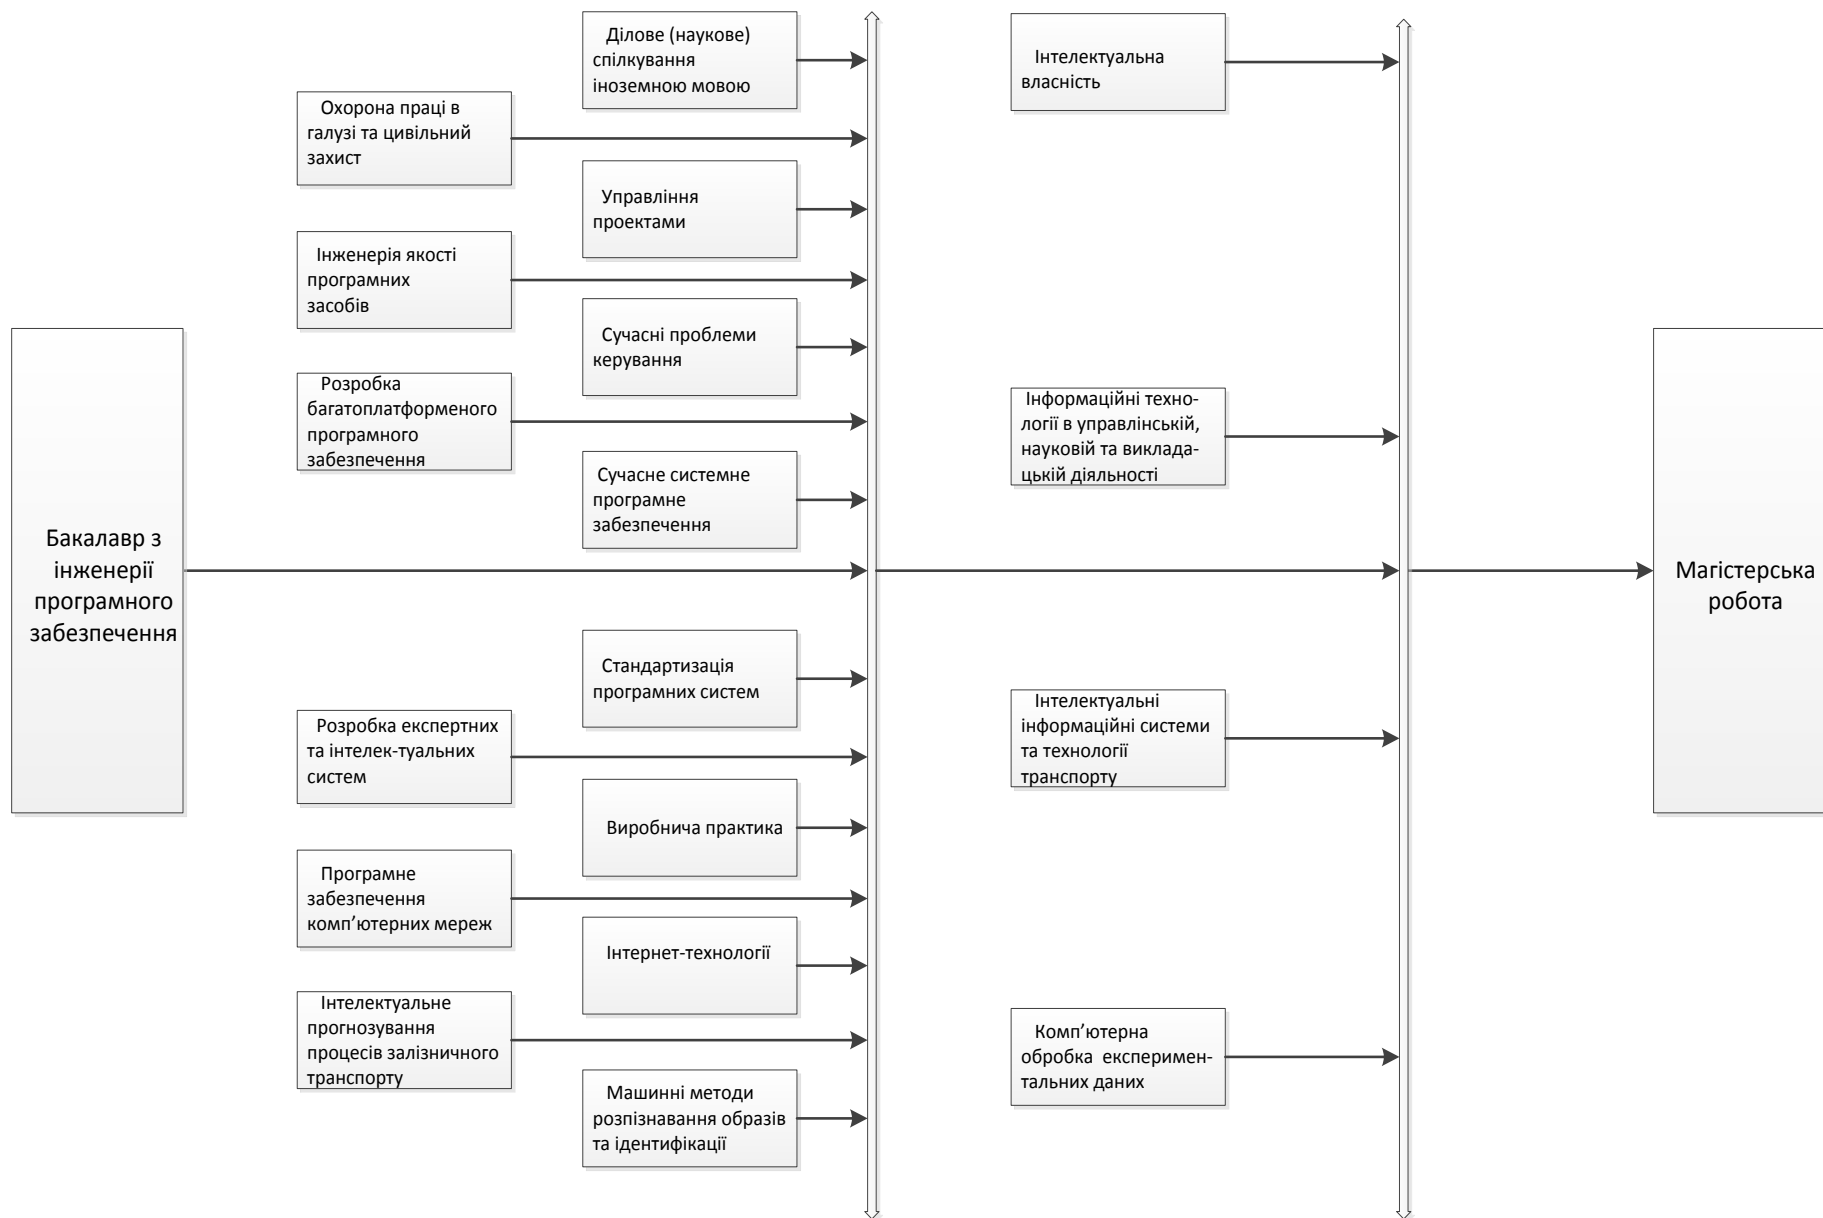 Бакалавр з
інженерії
програмного
забезпечення
Охорона праці в
галузі та цивільний
захист
Інженерія якості
програмних
засобів
Розробка
багатоплатформеного
програмного
забезпечення
Розробка експертних
та інтелек-туальних
систем
Програмне
забезпечення
комп’ютерних мереж
Інтелектуальне
прогнозування
процесів залізничного
транспорту
Ділове (наукове)
спілкування
іноземною мовою
Управління
проектами
Сучасні проблеми
керування
Сучасне системне
програмне
забезпечення
Стандартизація
програмних систем
Виробнича практика
Інтернет-технології
Машинні методи
розпізнавання образів
та ідентифікації
Інтелектуальна
власність
Інформаційні техно-
логії в управлінській,
науковій та виклада-
цькій діяльності
Інтелектуальні
інформаційні системи
та технології
транспорту
Комп’ютерна
обробка експеримен-
тальних даних
Магістерська
робота